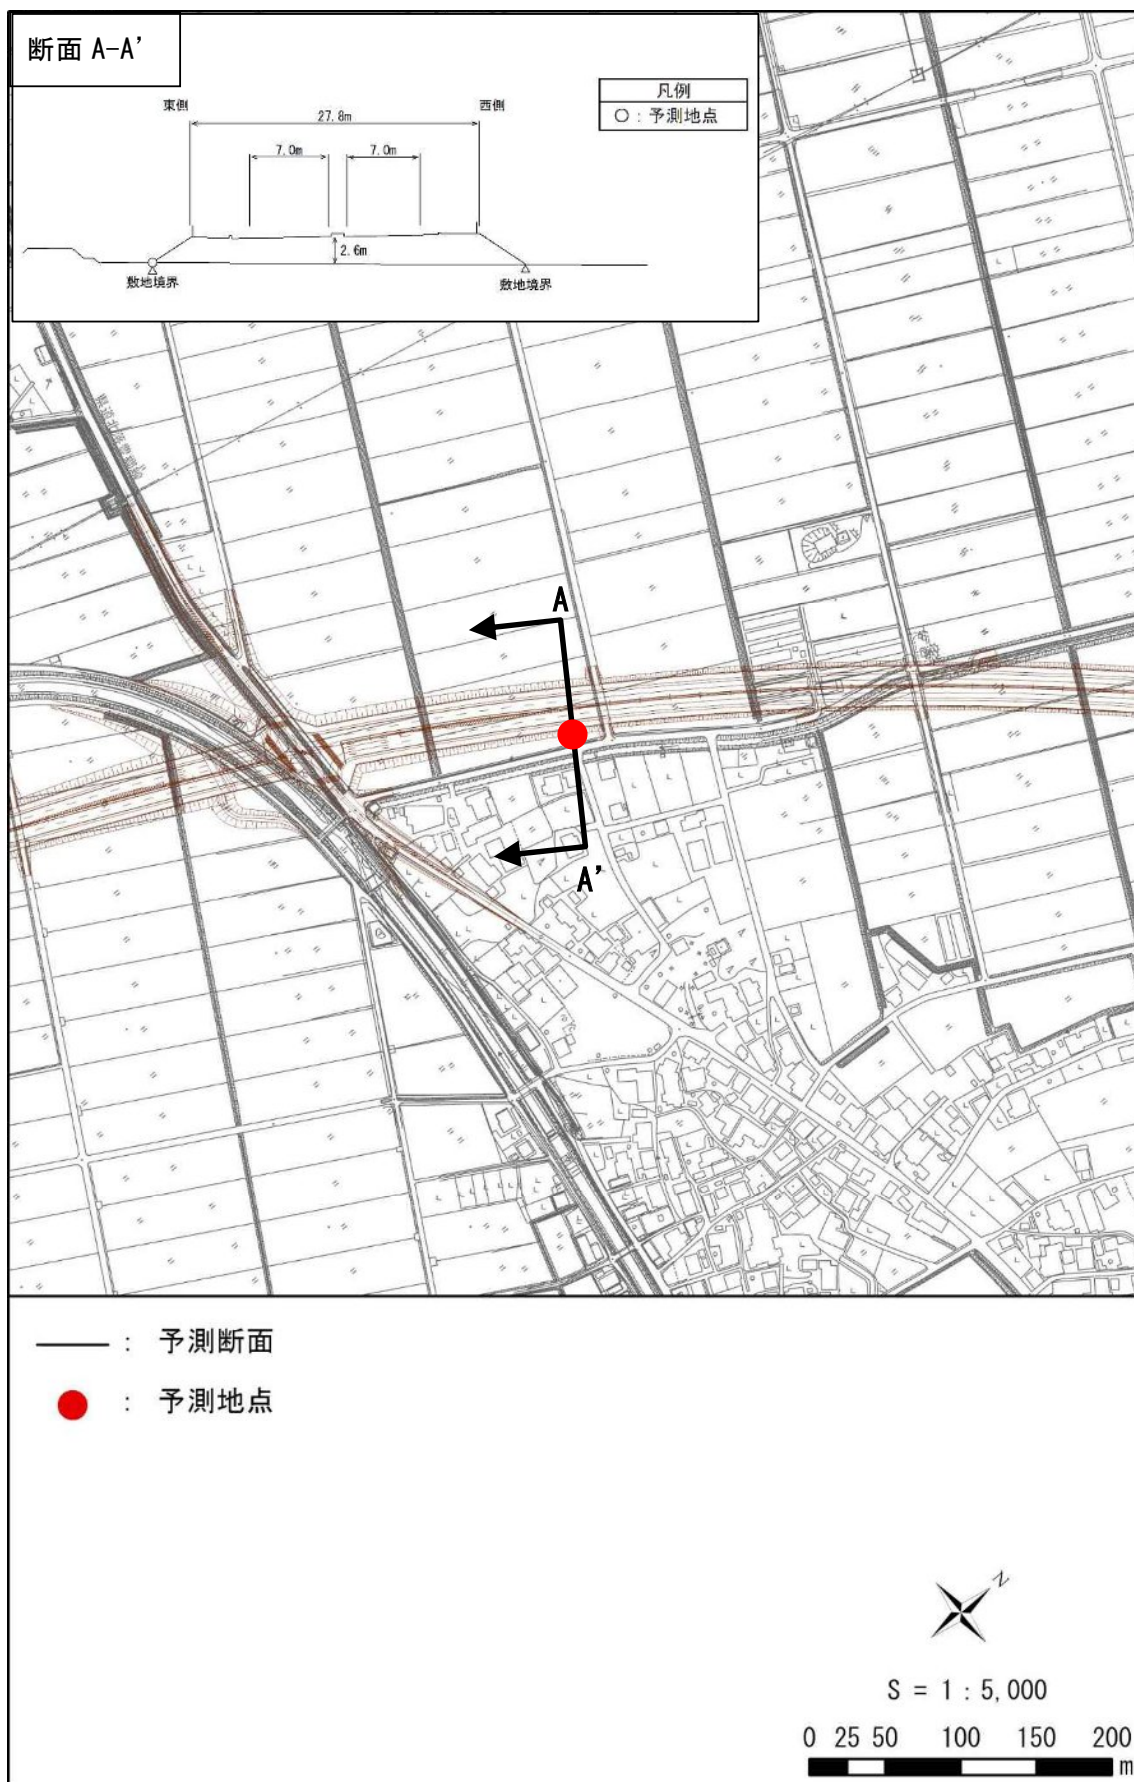 断面 A-A’
凡例
○ : 予測地点
東側
西側
27.8m
7.0m
7.0m
2.6m
敷地境界
敷地境界
A
A’
―― : 予測断面
● : 予測地点
N
S = 1 : 5,000
0 25 50 100 150 200
m